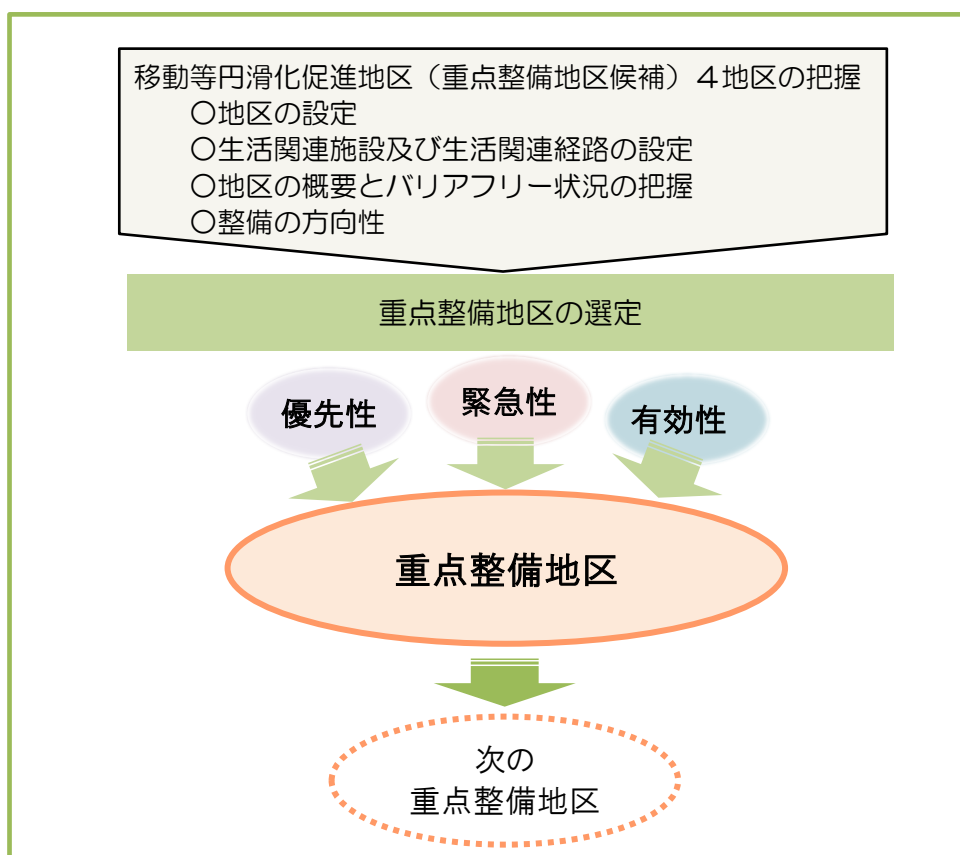 移動等円滑化促進地区（重点整備地区候補）４地区の把握
〇地区の設定
〇生活関連施設及び生活関連経路の設定
〇地区の概要とバリアフリー状況の把握
〇整備の方向性
重点整備地区の選定
優先性
緊急性
有効性
重点整備地区
次の
重点整備地区